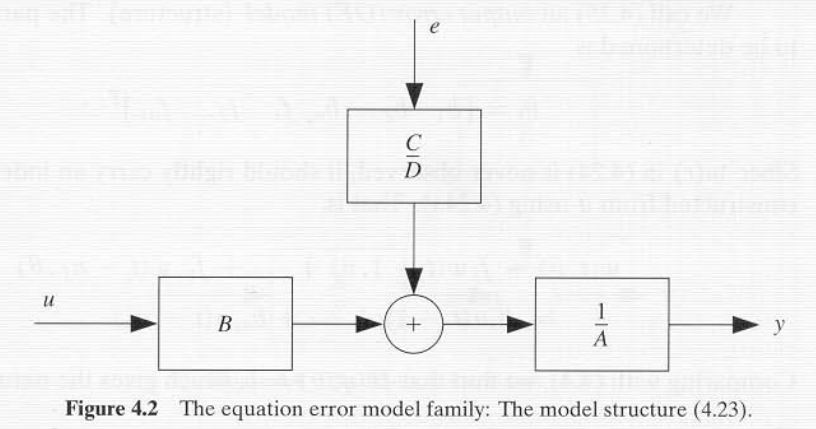 e
C
D
u
B
+
1
A
y
Figure 4.2 The equation error model family: The model structure (4.23).